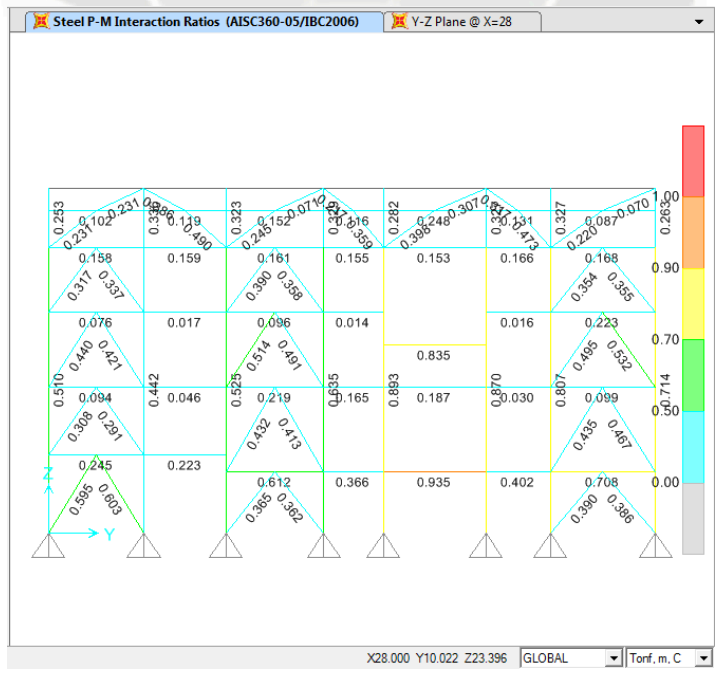 Steel P-M Interaction Ratios (AISC360-05/IBC2006) Y-Z Plane @ X=28
1.00
0.231 0.071 0.307 0.070
0.253 0.102 0.119 0.323 0.152 0.116 0.282 0.248 0.131 0.327 0.087
0.231 0.490 0.245 0.359 0.398 0.473 0.220
0.158 0.159 0.161 0.155 0.153 0.166 0.168
0.90
0.317 0.337 0.390 0.358 0.354 0.355
0.076 0.017 0.096 0.014 0.016 0.223
0.70
0.440 0.421 0.514 0.491 0.495 0.532
0.835
0.510 0.442 0.525 0.635 0.893 0.870 0.807 0.714
0.094 0.046 0.219 0.165 0.187 0.030 0.099
0.50
0.308 0.291 0.432 0.413 0.435 0.467
0.245 0.223
Z
0.612 0.366 0.935 0.402 0.708
0.00
0.595 0.603 0.365 0.362 0.390 0.386
Y
X28.000 Y10.022 Z23.396 GLOBAL Tonf, m, C